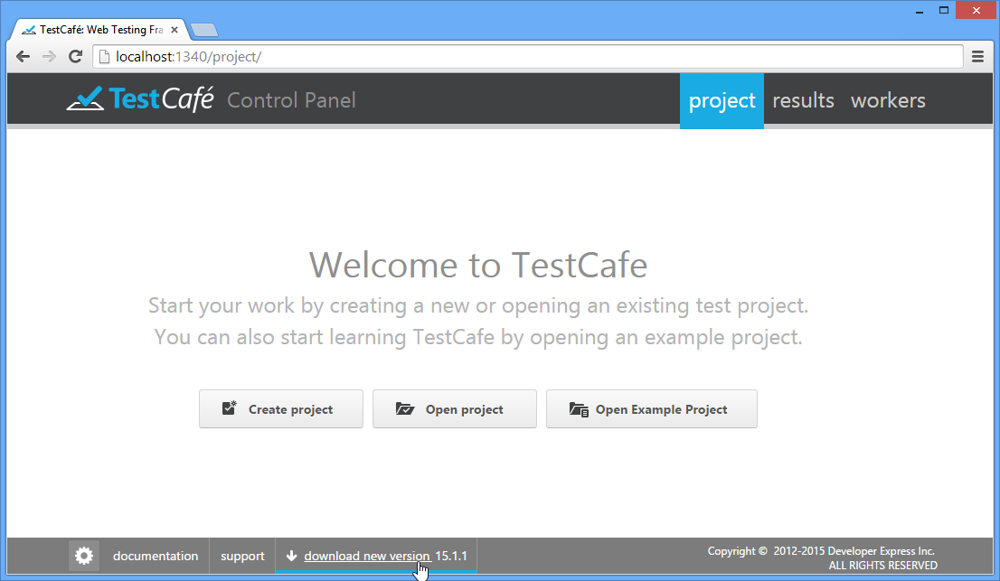 TestCafé: Web Testing Fra
localhost:1340/project/
TestCafé Control Panel project results workers
Welcome to TestCafe
Start your work by creating a new or opening an existing test project.
You can also start learning TestCafe by opening an example project.
Create project Open project Open Example Project
documentation support download new version 15.1.1
Copyright © 2012-2015 Developer Express Inc.
ALL RIGHTS RESERVED